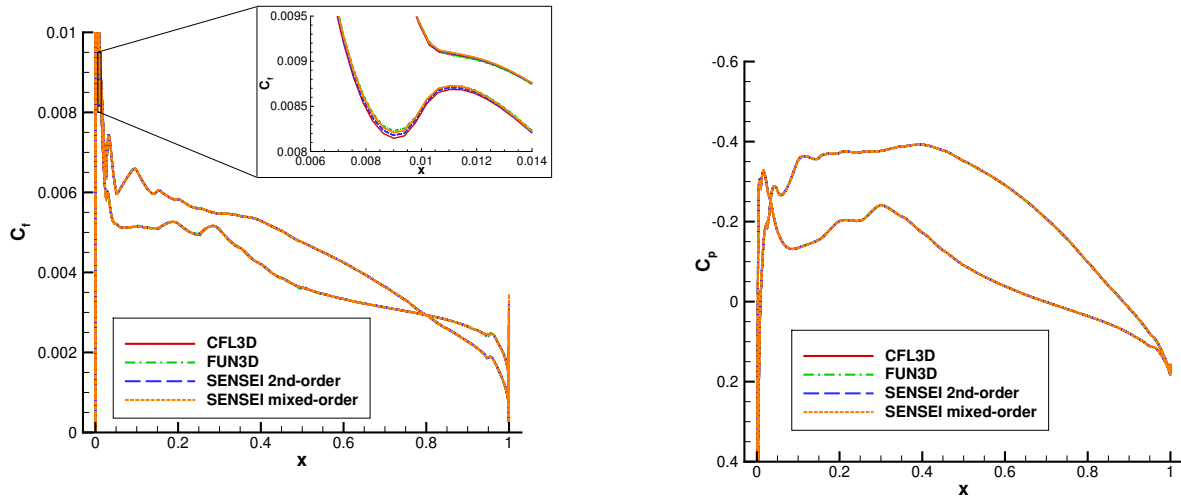 0.0095
0.009
0.0085
0.008
C_f
0.006 0.008 0.01 0.012 0.014
x
0.01
0.008
0.006
0.004
0.002
0
C_f
0 0.2 0.4 0.6 0.8 1
x
CFL3D
FUN3D
SENSEI 2nd-order
SENSEI mixed-order
-0.6
-0.4
-0.2
0
0.2
0.4
C_p
0 0.2 0.4 0.6 0.8 1
x
CFL3D
FUN3D
SENSEI 2nd-order
SENSEI mixed-order